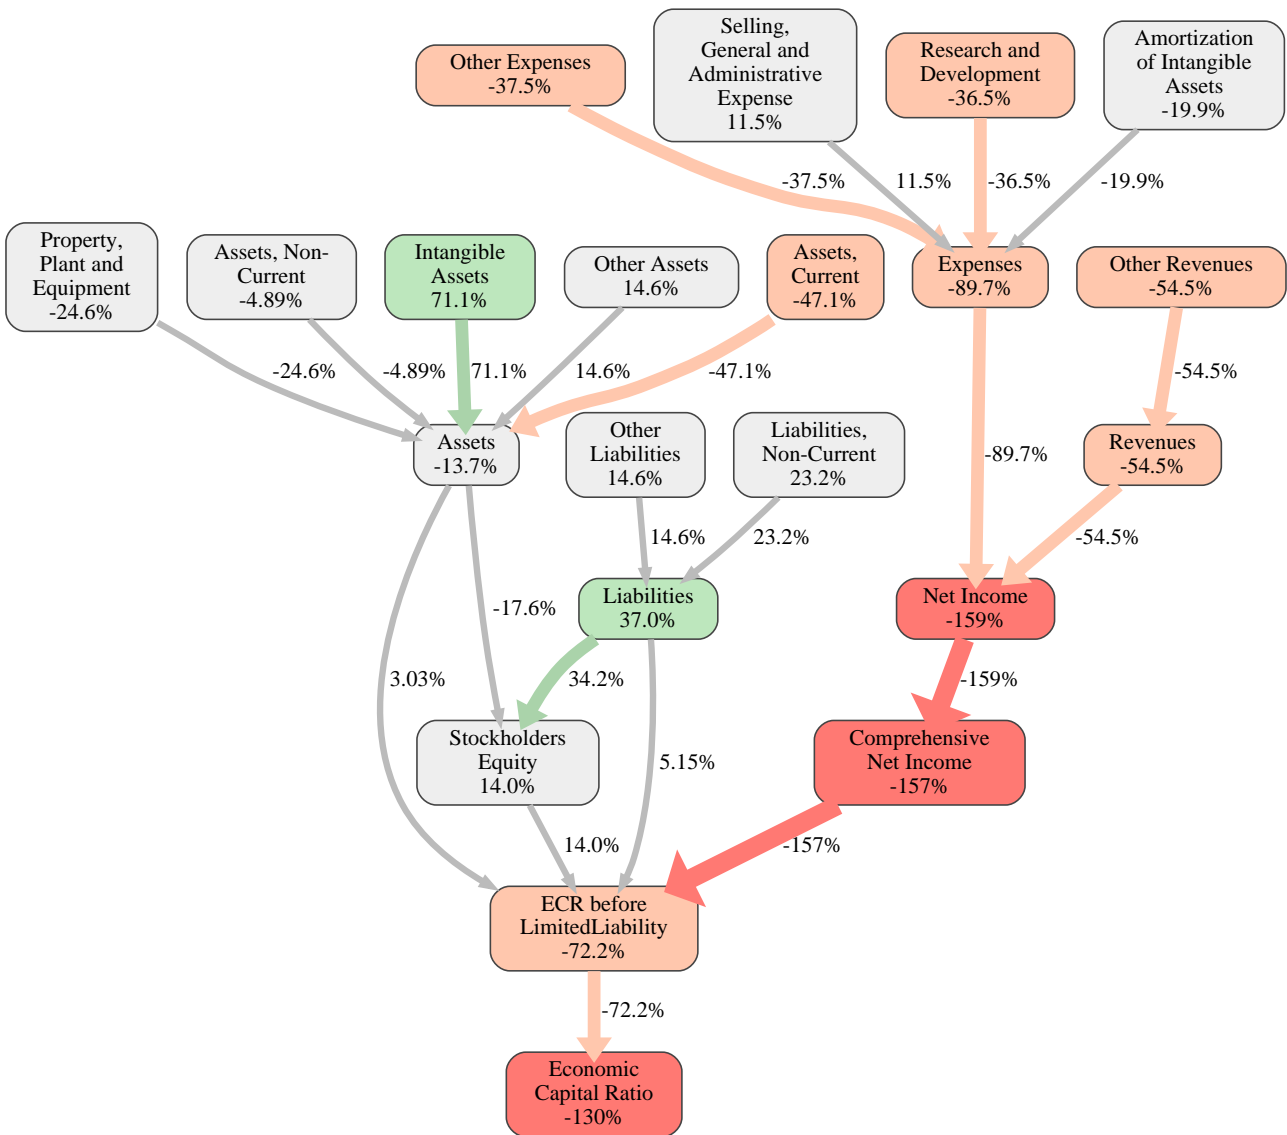 Other Expenses
-37.5%
Selling,
General and
Administrative
Expense
11.5%
Research and
Development
-36.5%
Amortization
of Intangible
Assets
-19.9%
-37.5%
11.5%
-36.5%
-19.9%
Property,
Plant and
Equipment
-24.6%
Assets, Non-
Current
-4.89%
Intangible
Assets
71.1%
Other Assets
14.6%
Assets,
Current
-47.1%
Expenses
-89.7%
Other Revenues
-54.5%
-24.6%
-4.89%
71.1%
14.6%
-47.1%
-54.5%
Assets
-13.7%
Other
Liabilities
14.6%
Liabilities,
Non-Current
23.2%
-89.7%
Revenues
-54.5%
14.6%
23.2%
-54.5%
-17.6%
Liabilities
37.0%
Net Income
-159%
3.03%
34.2%
-159%
Stockholders
Equity
14.0%
5.15%
Comprehensive
Net Income
-157%
14.0%
-157%
ECR before
LimitedLiability
-72.2%
-72.2%
Economic
Capital Ratio
-130%